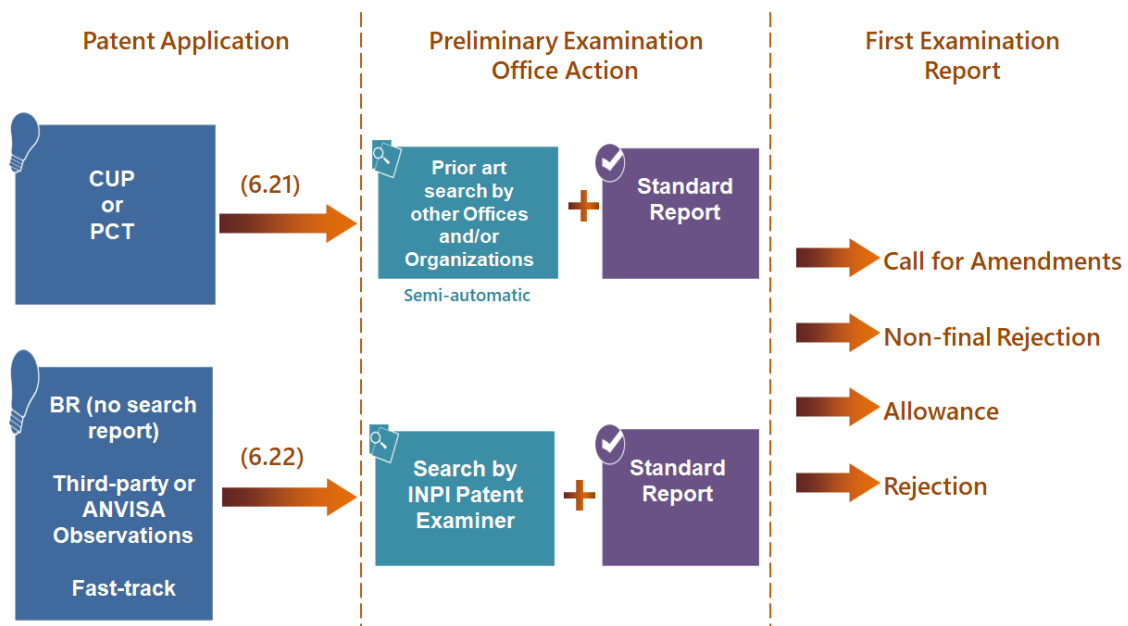 Patent Application
Preliminary Examination
Office Action
First Examination
Report
CUP
or
PCT
(6.21)
Prior art
search by
other Offices
and/or
Organizations
Semi-automatic
+
Standard
Report
BR (no search
report)
Third-party or
ANVISA
Observations
Fast-track
(6.22)
Search by
INPI Patent
Examiner
+
Standard
Report
Call for Amendments
Non-final Rejection
Allowance
Rejection